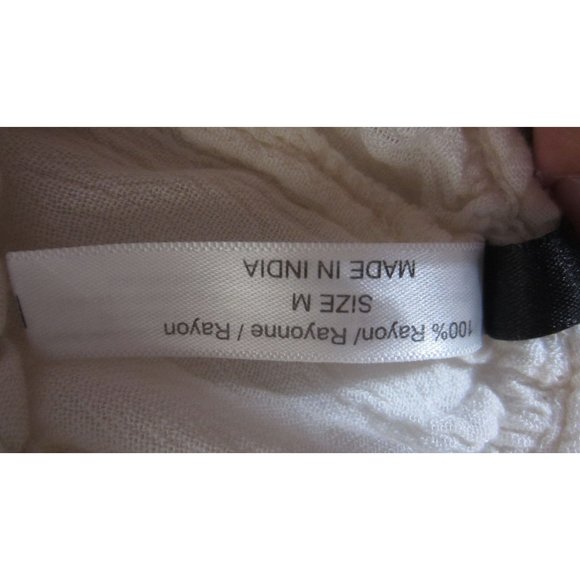 100% Rayon/ Rayonne / Rayon
SIZE M
MADE IN INDIA